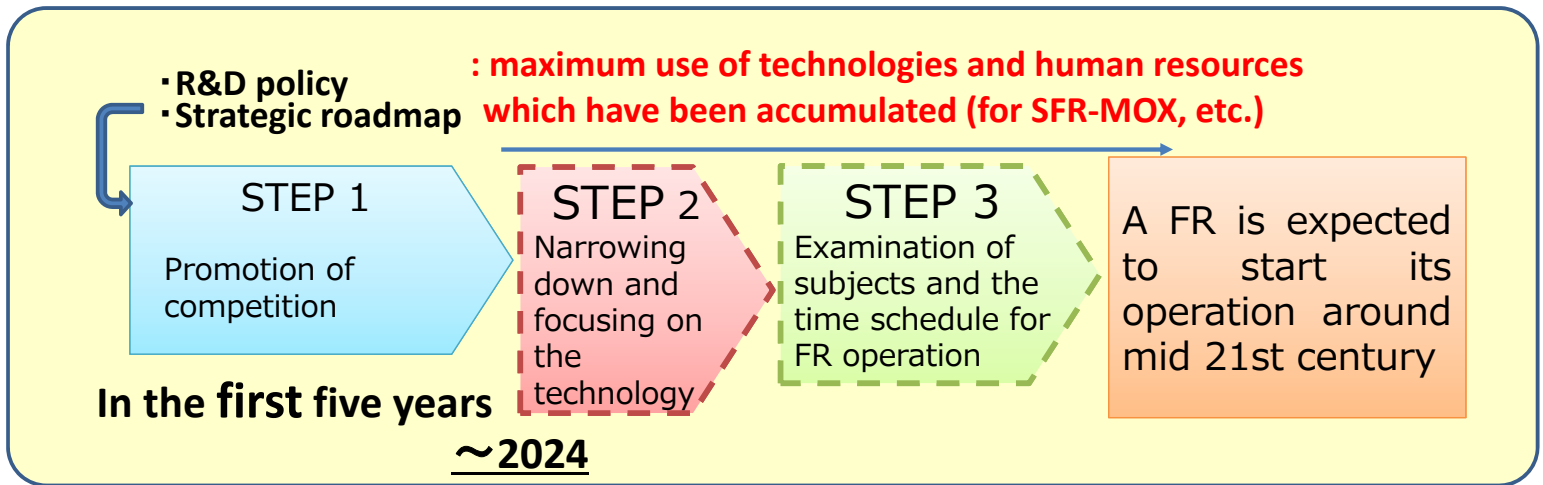 ・R&D policy
・Strategic roadmap
: maximum use of technologies and human resources
which have been accumulated (for SFR-MOX, etc.)
STEP 1
Promotion of
competition
STEP 2
Narrowing
down and
focusing on
the
technology
STEP 3
Examination of
subjects and the
time schedule for
FR operation
A FR is expected
to start its
operation around
mid 21st century
In the first five years
～2024